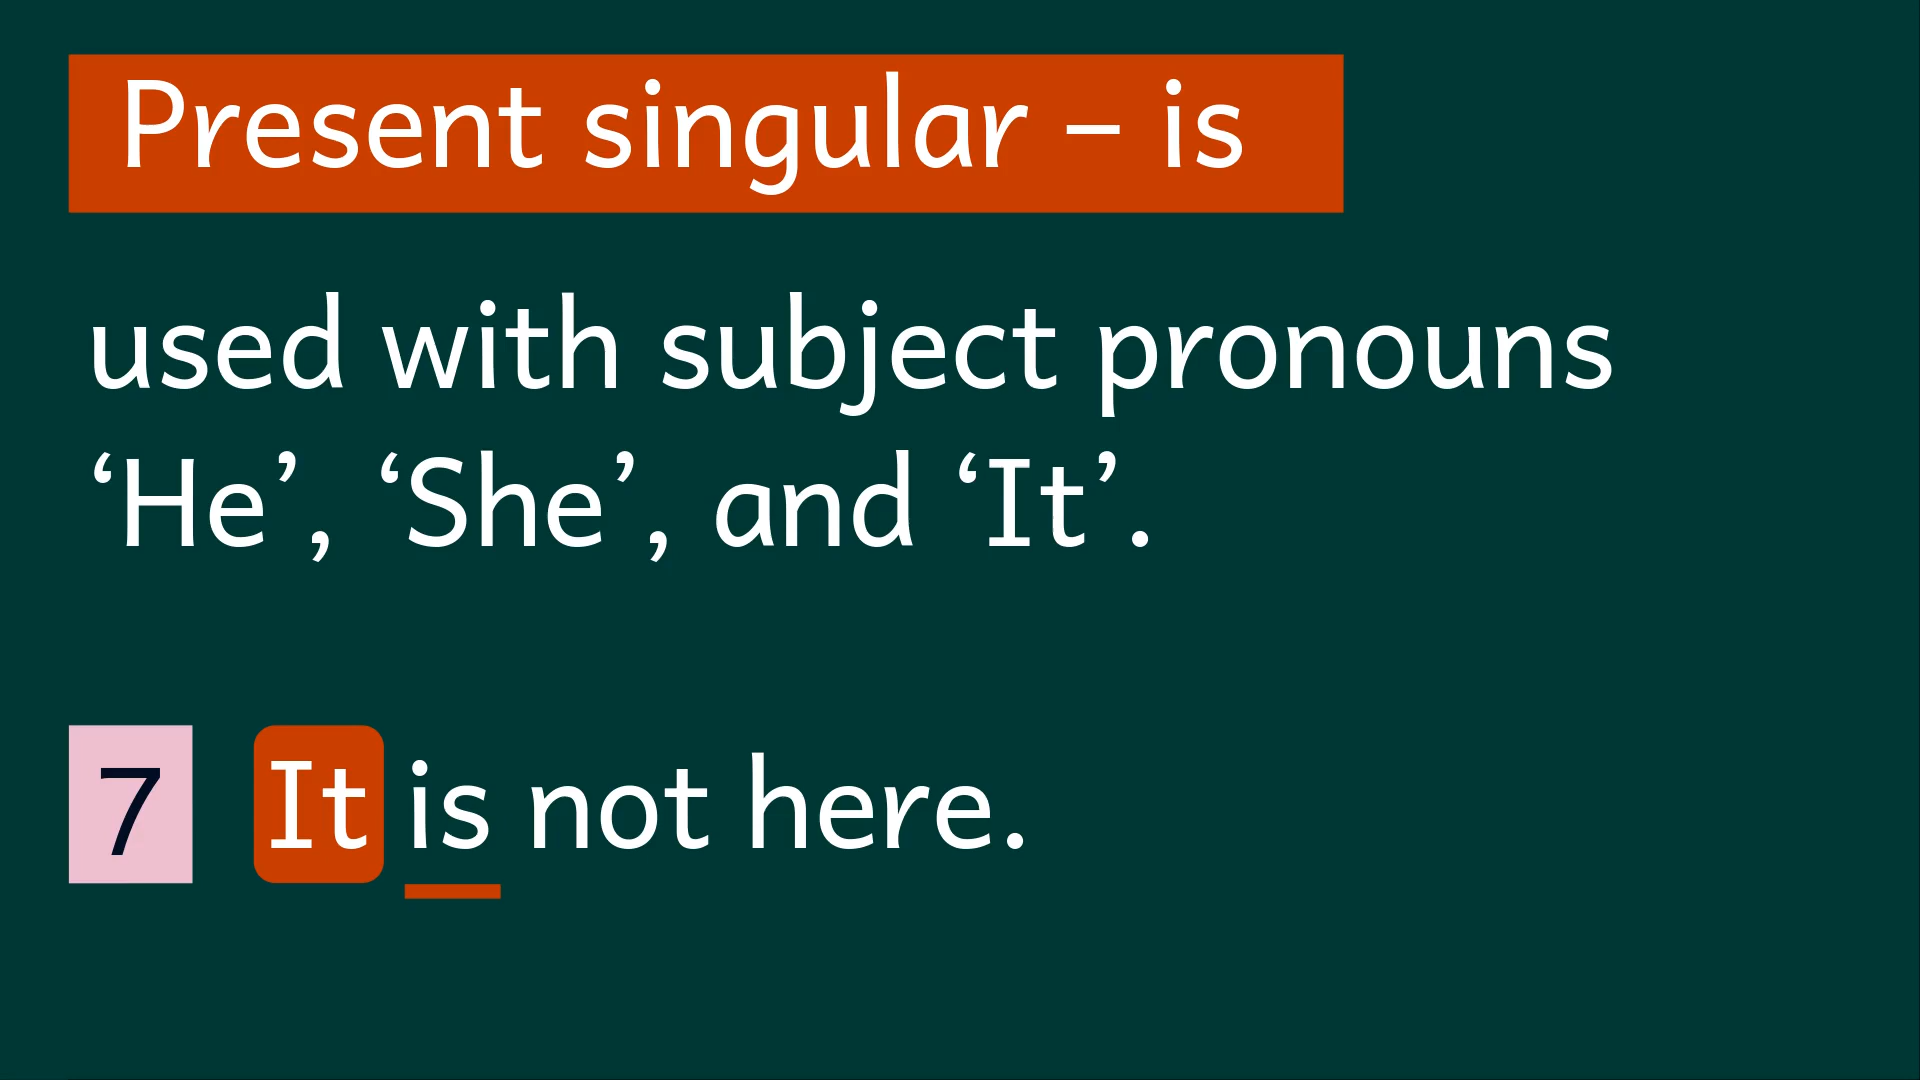 Present singular – is
used with subject pronouns
‘He’, ‘She’, and ‘It’.
7 It is not here.